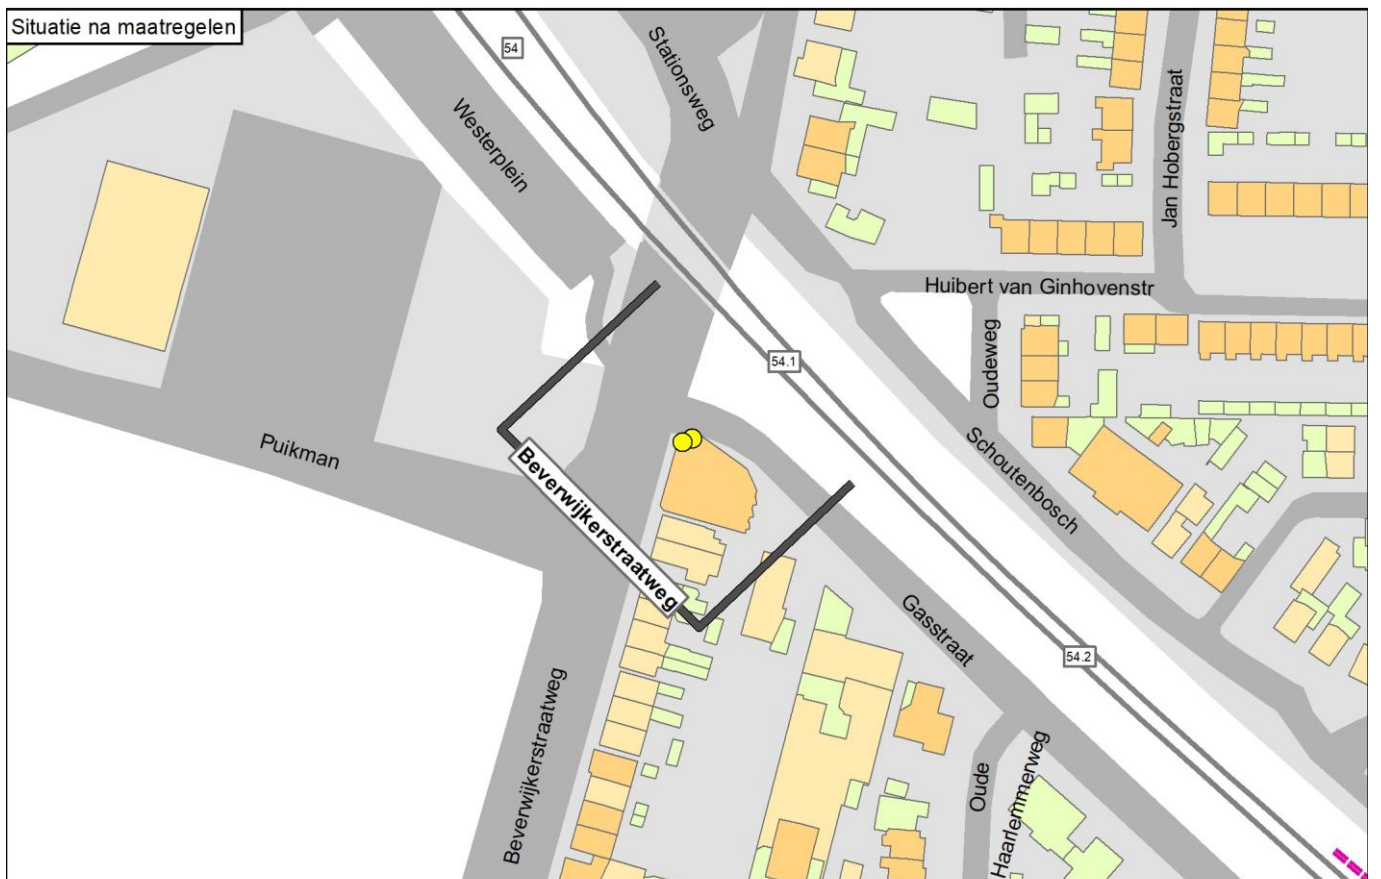 Situatie na maatregelen
54
Stationsweg
Westerplein
Jan Hobergstraat
Huibert van Ginhovenstr
Oudeweg
54.1
Puikman
Schoutenbosch
Beverwijkerstraatweg
Gasstraat
54.2
Beverwijkerstraatweg
Oude
Haarlemmerweg